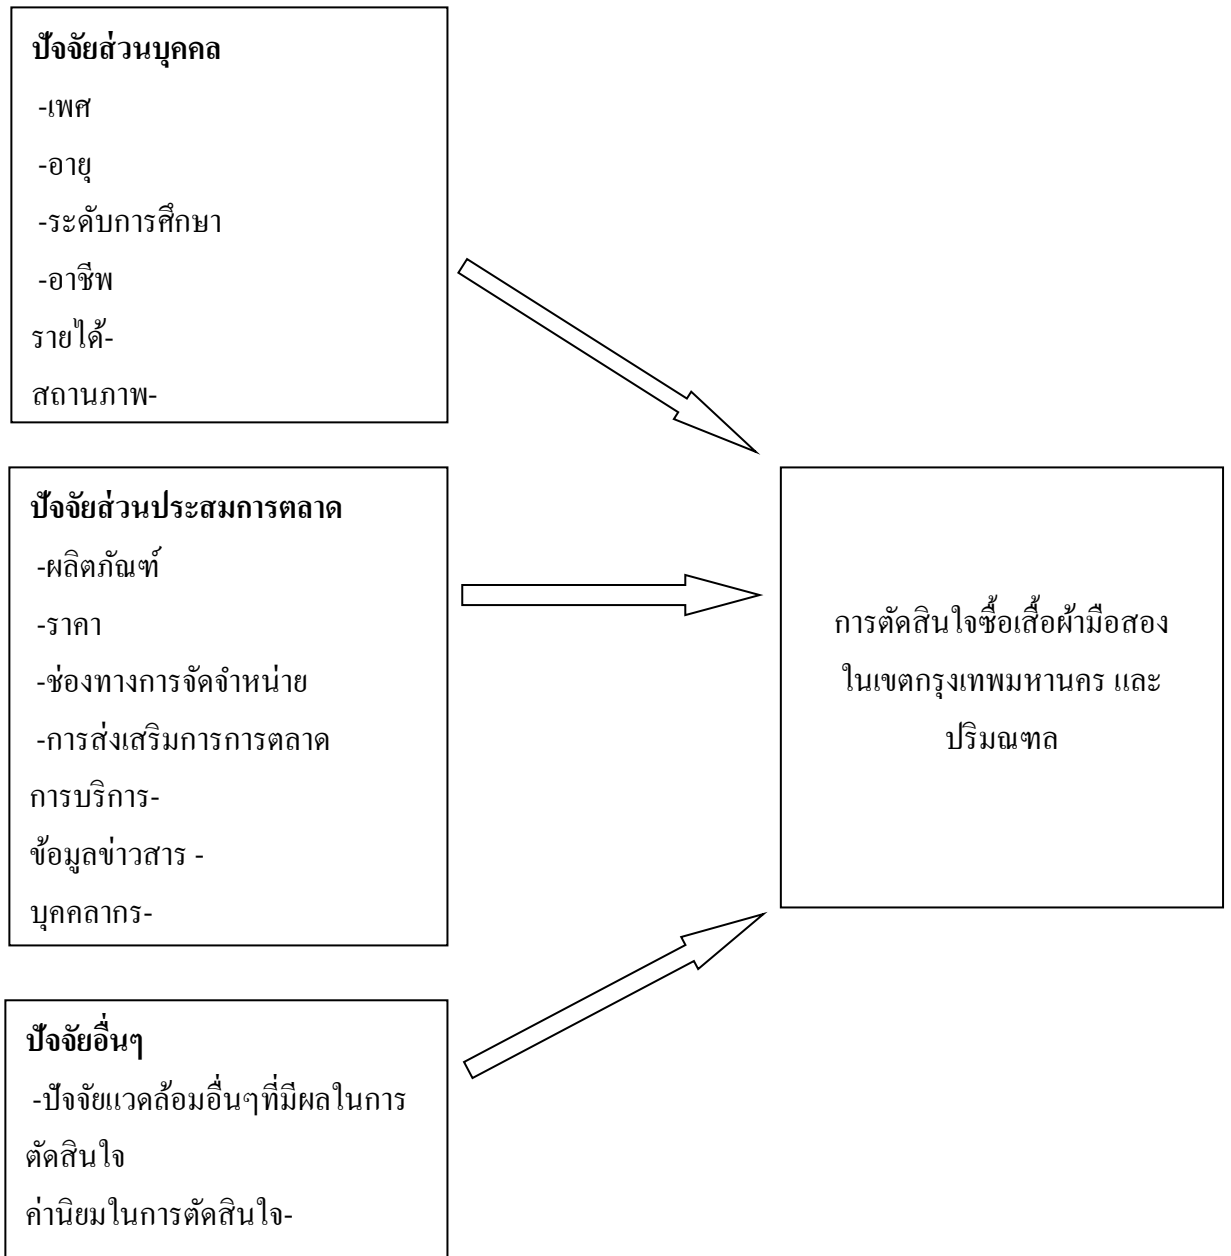 ปัจจัยส่วนบุคคล
-เพศ
-อายุ
-ระดับการศึกษา
-อาชีพ
รายได้-
สถานภาพ-
ปัจจัยส่วนประสมการตลาด
-ผลิตภัณฑ์
-ราคา
-ช่องทางการจัดจำหน่าย
-การส่งเสริมการการตลาด
การบริการ-
ข้อมูลข่าวสาร -
บุคคลากร-
ปัจจัยอื่นๆ
-ปัจจัยแวดล้อมอื่นๆที่มีผลในการ
ตัดสินใจ
ค่านิยมในการตัดสินใจ-
การตัดสินใจซื้อเสื้อผ้ามือสอง
ในเขตกรุงเทพมหานคร และ
ปริมณฑล